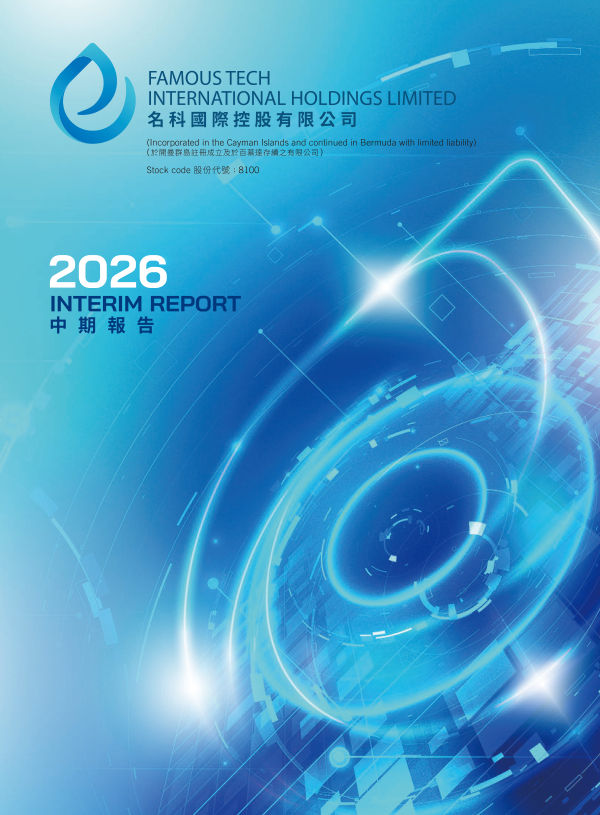 FAMOUS TECH
INTERNATIONAL HOLDINGS LIMITED
名科國際控股有限公司
(Incorporated in the Cayman Islands and continued in Bermuda with limited liability)
(於開曼群島註冊成立及於百慕達存續之有限公司)
Stock code 股份代號：8100
2026
INTERIM REPORT
中期報告